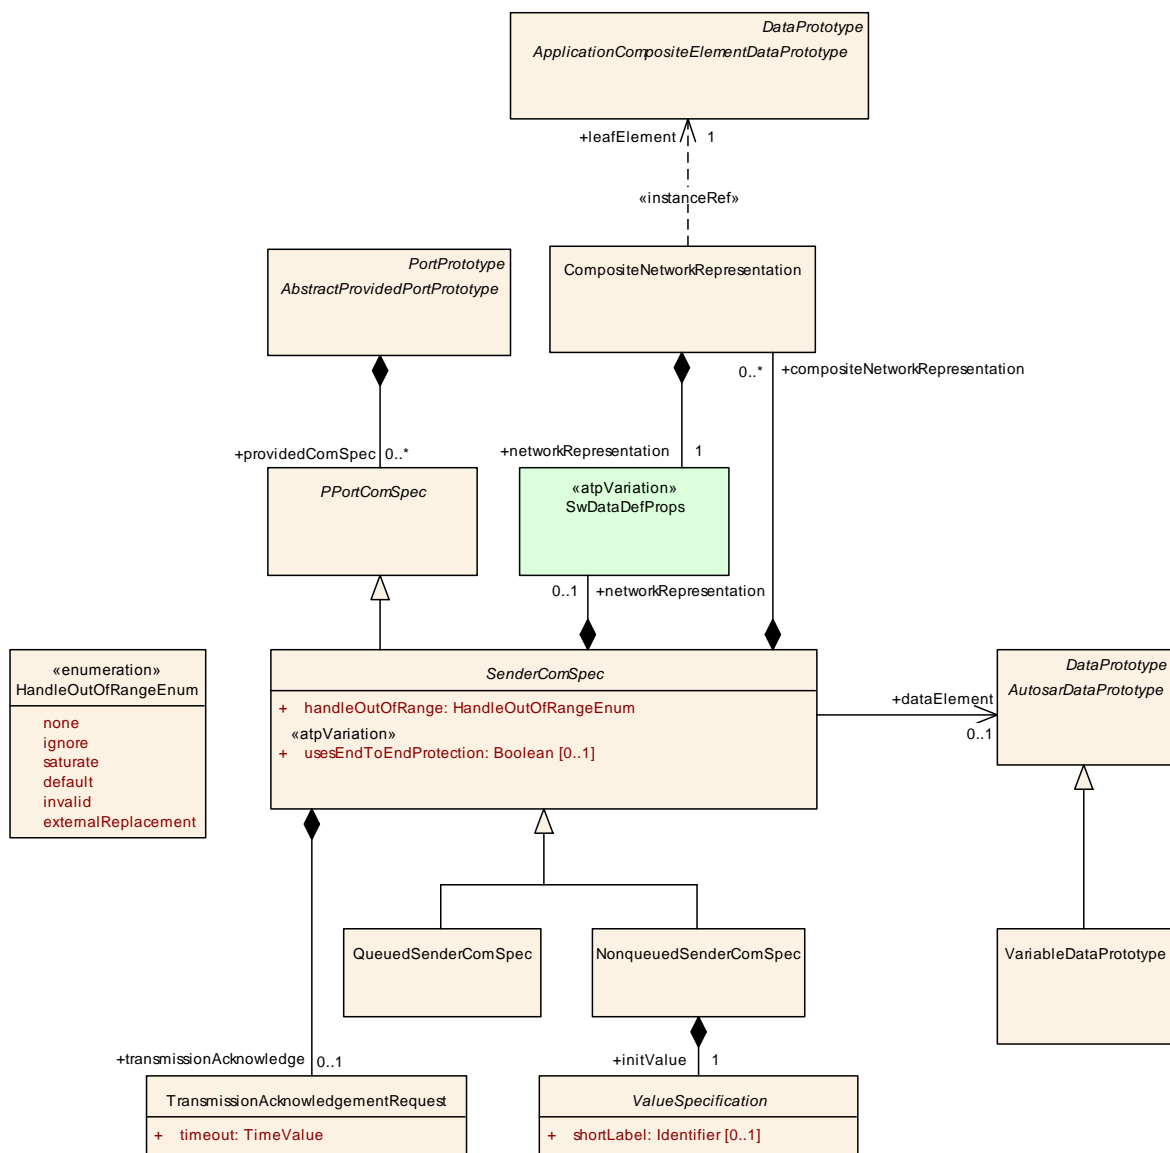 DataPrototype
ApplicationCompositeElementDataPrototype
+leafElement 1
«instanceRef»
PortPrototype
AbstractProvidedPortPrototype
CompositeNetworkRepresentation
0..* +compositeNetworkRepresentation
+providedComSpec 0..*
+networkRepresentation 1
PPortComSpec
«atpVariation»
SwDataDefProps
0..1 +networkRepresentation
«enumeration»
HandleOutOfRangeEnum
none
ignore
saturate
default
invalid
externalReplacement
SenderComSpec
+ handleOutOfRange: HandleOutOfRangeEnum
«atpVariation»
+ usesEndToEndProtection: Boolean [0..1]
+dataElement
0..1
DataPrototype
AutosarDataPrototype
QueuedSenderComSpec
NonqueuedSenderComSpec
VariableDataPrototype
+transmissionAcknowledge 0..1
+initValue 1
TransmissionAcknowledgementRequest
+ timeout: TimeValue
ValueSpecification
+ shortLabel: Identifier [0..1]